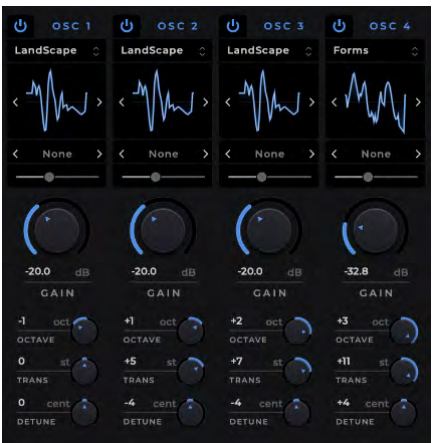 OSC 1 OSC 2 OSC 3 OSC 4
LandScape LandScape LandScape Forms
None None None None
-20.0 dB -20.0 dB -20.0 dB -32.8 dB
GAIN GAIN GAIN GAIN
-1 oct +1 oct +2 oct +3 oct
OCTAVE OCTAVE OCTAVE OCTAVE
0 st +5 st +7 st +11 st
TRANS TRANS TRANS TRANS
0 cent -4 cent -4 cent +4 cent
DETUNE DETUNE DETUNE DETUNE